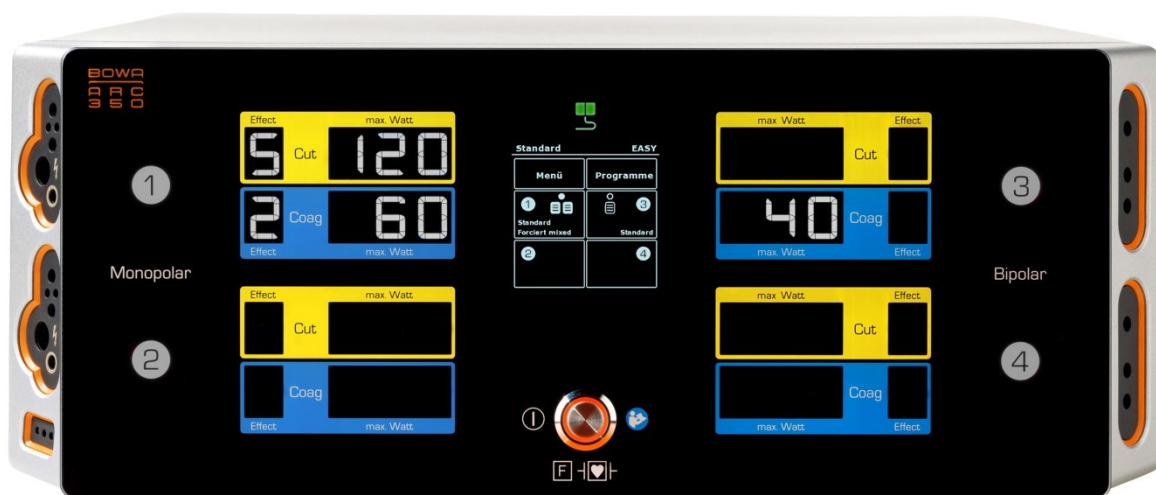 BOWA
ARC
350
1
Monopolar
2
Effect max. Watt
5 Cut 120
2 Coag 60
Effect max. Watt
Effect max. Watt
Cut
Coag
Effect max. Watt
Standard EASY
Menü Programme
1 3
Standard
Forciert mixed Standard
2 4
F
max. Watt Effect
Cut
40 Coag
max. Watt Effect
max. Watt Effect
Cut
Coag
max. Watt Effect
3
Bipolar
4